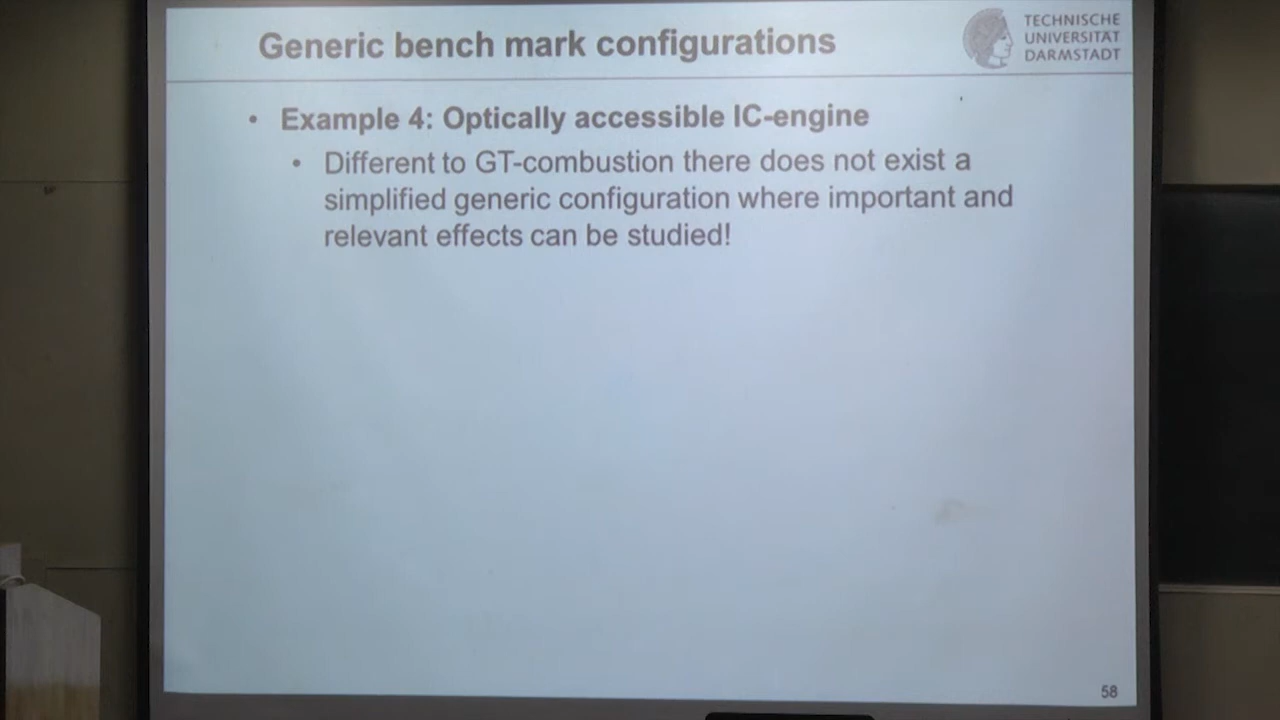 Generic bench mark configurations
TECHNISCHE
UNIVERSITÄT
DARMSTADT
• Example 4: Optically accessible IC-engine
• Different to GT-combustion there does not exist a
simplified generic configuration where important and
relevant effects can be studied!
58